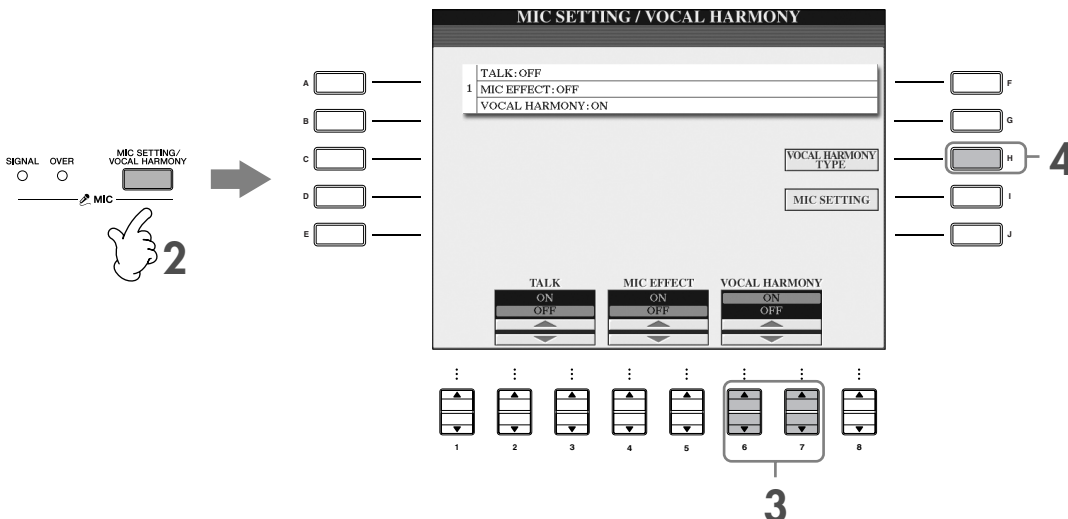 MIC SETTING / VOCAL HARMONY
TALK:OFF
1 MIC EFFECT:OFF
VOCAL HARMONY:ON
A
B
C
D
E
F
G
H
I
J
4
SIGNAL OVER
MIC SETTING/
VOCAL HARMONY
MIC
2
VOCAL HARMONY
TYPE
MIC SETTING
TALK MIC EFFECT VOCAL HARMONY
ON ON ON
OFF OFF OFF
1 2 3 4 5 6 7 8
3